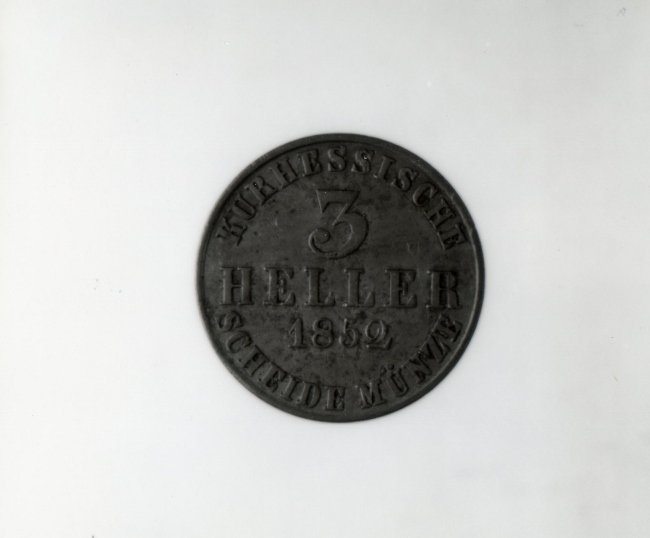 KURHESSISCHE
3
HELLER
1852
SCHEIDE MÜNZE